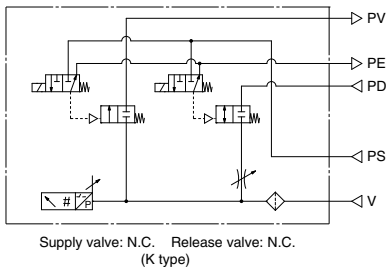 PV
PE
PD
PS
# P V
Supply valve: N.C. Release valve: N.C.
(K type)